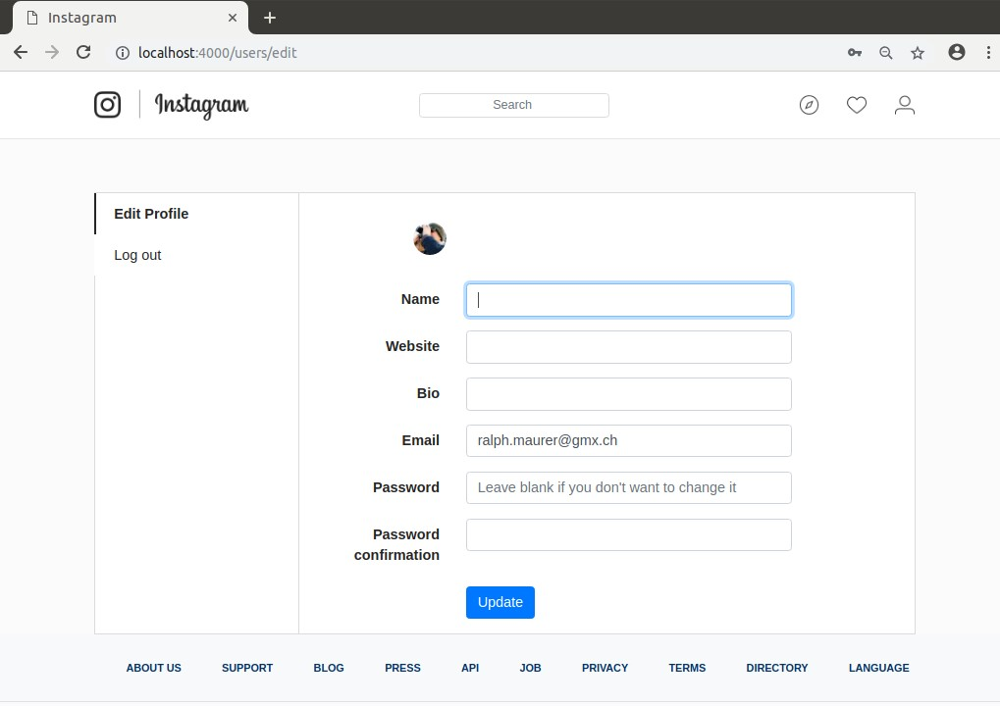 Instagram
localhost:4000/users/edit
Instagram
Search
Edit Profile
Log out
Name
Website
Bio
Email ralph.maurer@gmx.ch
Password Leave blank if you don't want to change it
Password
confirmation
Update
ABOUT US SUPPORT BLOG PRESS API JOB PRIVACY TERMS DIRECTORY LANGUAGE